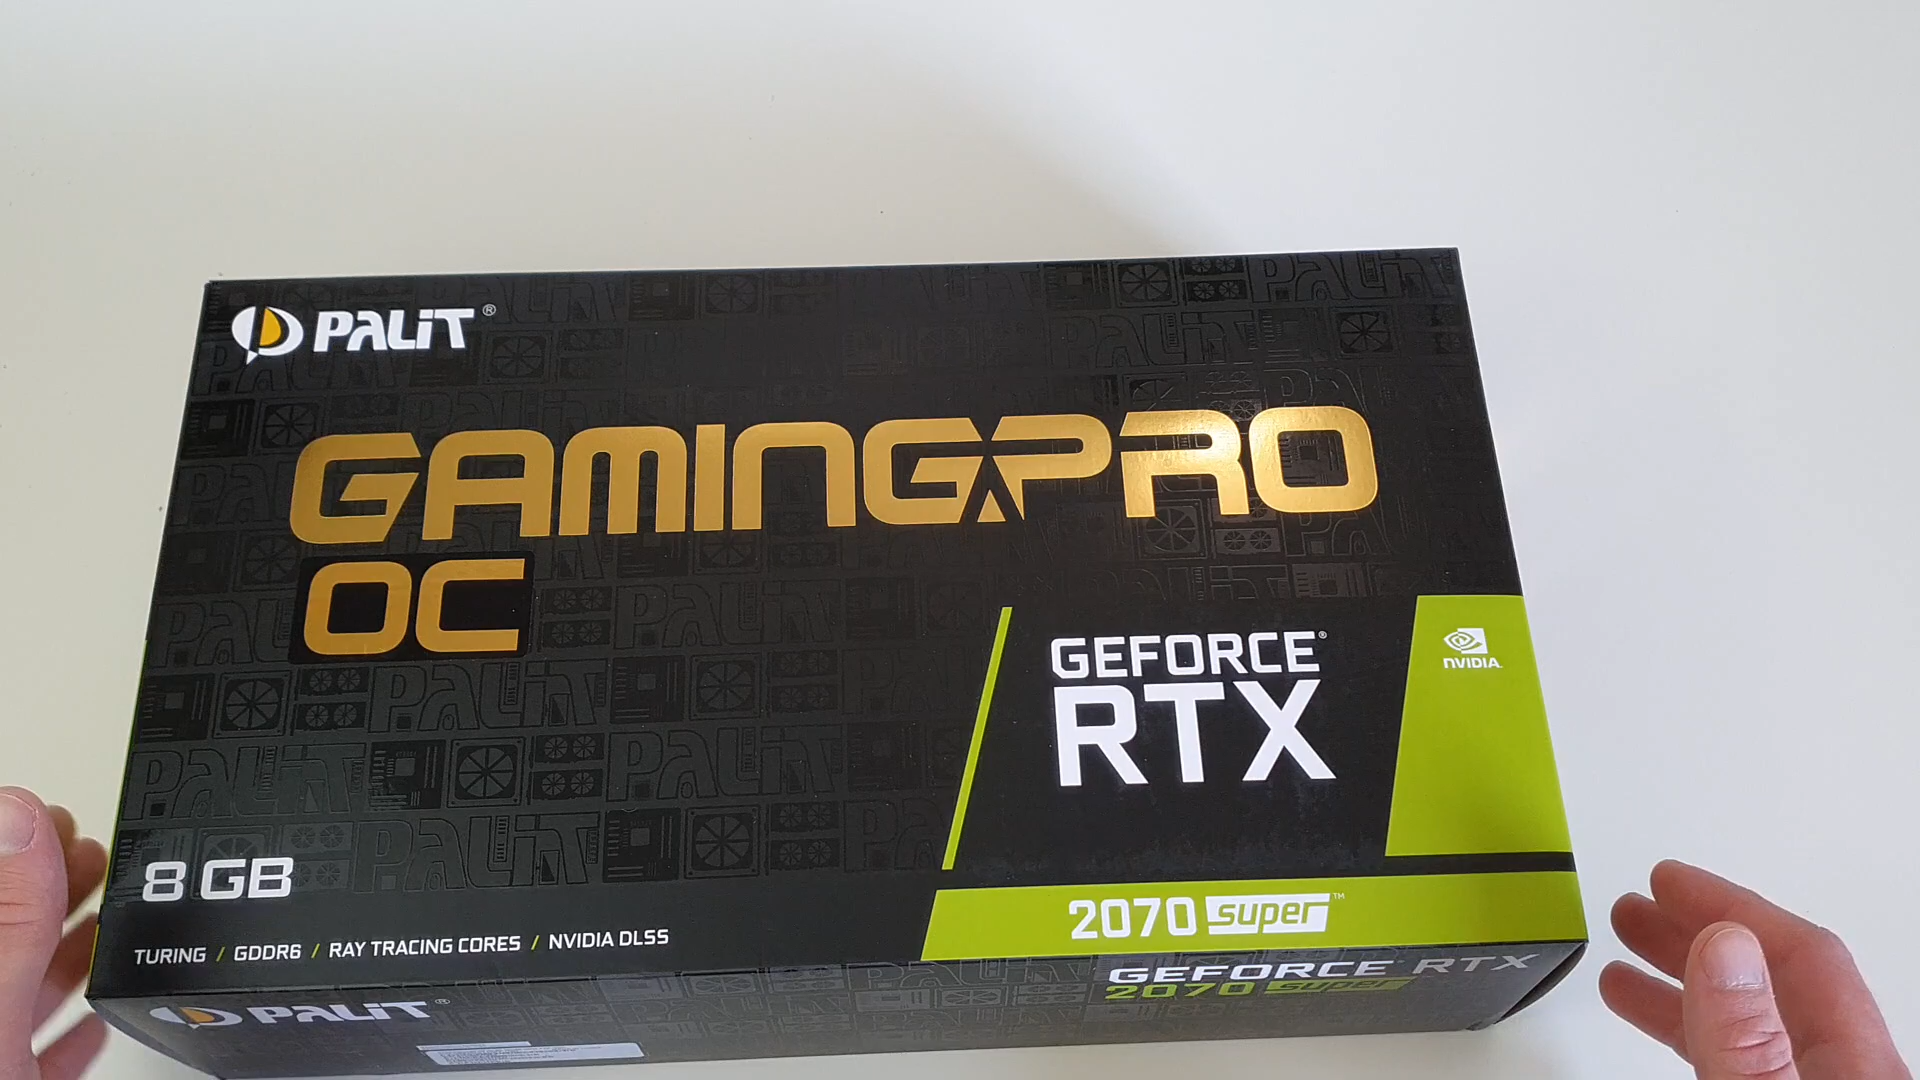 PALiT®
GAMINGPRO
OC
GEFORCE®
RTX
NVIDIA
8 GB
2070 SUPER™
TURING / GDDR6 / RAY TRACING CORES / NVIDIA DLSS
GEFORCE RTX
2070 SUPER
PALiT®